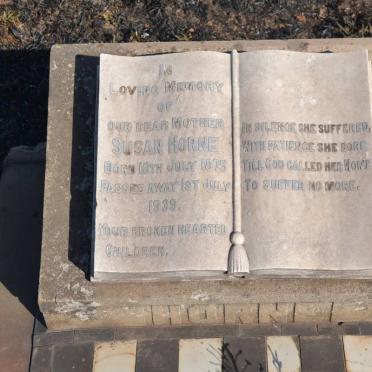 In
Loving Memory
Of
Our Dear Mother
Susan Horne
Born 18th July 1875
Passed away 1st July
1939.
Your broken hearted
Children.
In silence she suffered,
With patience she bore
Till God called her home
To suffer no more.